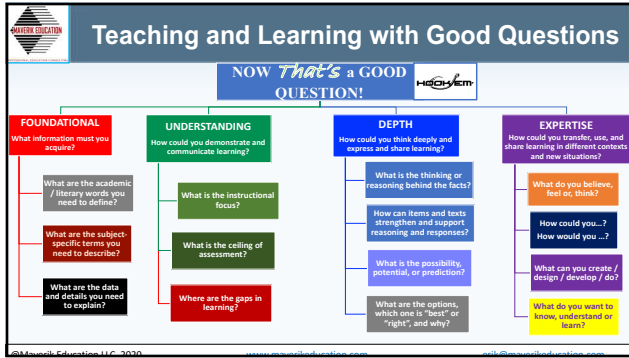 MAVERIK EDUCATION
Teaching and Learning with Good Questions
NOW That's a GOOD
QUESTION!
HOOK'EM
FOUNDATIONAL
What information must you
acquire?
What are the academic
/ literary words you
need to define?
What are the subject-
specific terms you
need to describe?
What are the data
and details you need
to explain?
UNDERSTANDING
How could you demonstrate and
communicate learning?
What is the instructional
focus?
What is the ceiling of
assessment?
Where are the gaps in
learning?
DEPTH
How could you think deeply and
express and share learning?
What is the thinking or
reasoning behind the facts?
How can items and texts
strengthen and support
reasoning and responses?
What is the possibility,
potential, or prediction?
What are the options,
which one is "best" or
"right", and why?
EXPERTISE
How could you transfer, use, and
share learning in different contexts
and new situations?
What do you believe,
feel or, think?
How could you...?
How would you ...?
What can you create /
design / develop / do?
What do you want to
know, understand or
learn?
@Maverik Education LLC, 2020
www.maverikeducation.com
erik@maverikeducation.com